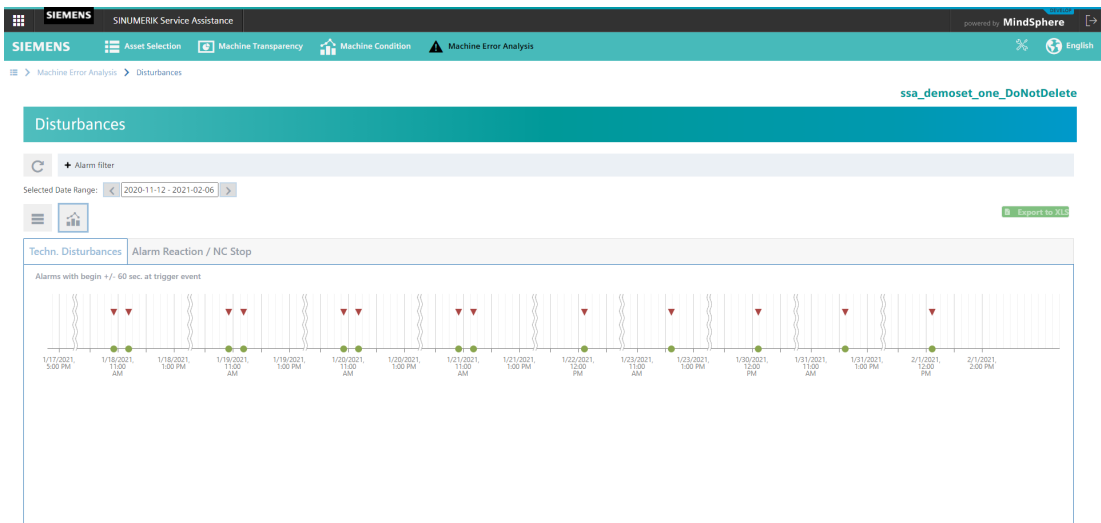 SIEMENS
SINUMERIK Service Assistance
DEVELOP
powered by MindSphere
SIEMENS
Asset Selection
Machine Transparency
Machine Condition
Machine Error Analysis
English
Machine Error Analysis > Disturbances
ssa_demoset_one_DoNotDelete
Disturbances
+ Alarm filter
Selected Date Range: < 2020-11-12 - 2021-02-06 >
Export to XLS
Techn. Disturbances
Alarm Reaction / NC Stop
Alarms with begin +/- 60 sec. at trigger event
1/17/2021, 5:00 PM
1/18/2021, 11:00 AM
1/18/2021, 1:00 PM
1/19/2021, 11:00 AM
1/19/2021, 1:00 PM
1/20/2021, 11:00 AM
1/20/2021, 1:00 PM
1/21/2021, 11:00 AM
1/21/2021, 1:00 PM
1/22/2021, 12:00 PM
1/23/2021, 11:00 AM
1/23/2021, 1:00 PM
1/30/2021, 12:00 PM
1/31/2021, 11:00 AM
1/31/2021, 1:00 PM
2/1/2021, 12:00 PM
2/1/2021, 2:00 PM